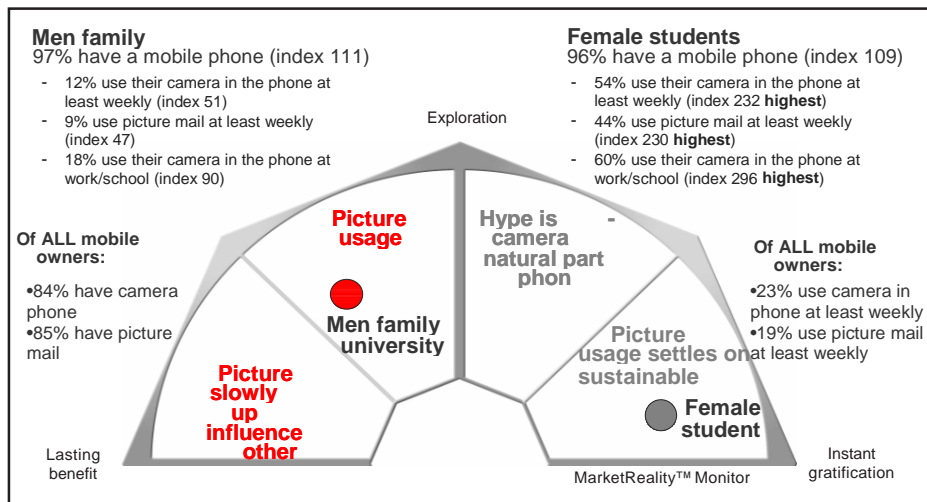 Men family
97% have a mobile phone (index 111)
- 12% use their camera in the phone at
least weekly (index 51)
- 9% use picture mail at least weekly
(index 47)
- 18% use their camera in the phone at
work/school (index 90)
Female students
96% have a mobile phone (index 109)
- 54% use their camera in the phone at
least weekly (index 232 highest)
- 44% use picture mail at least weekly
(index 230 highest)
- 60% use their camera in the phone at
work/school (index 296 highest)
Exploration
Of ALL mobile
owners:
•84% have camera
phone
•85% have picture
mail
Picture
usage
Men family
university
Hype is -
camera
natural part
phon
Of ALL mobile
owners:
•23% use camera in
phone at least weekly
•19% use picture mail
at least weekly
Picture
slowly
up
influence
other
Picture
usage settles on
sustainable
Female
student
Lasting
benefit
MarketReality™ Monitor
Instant
gratification